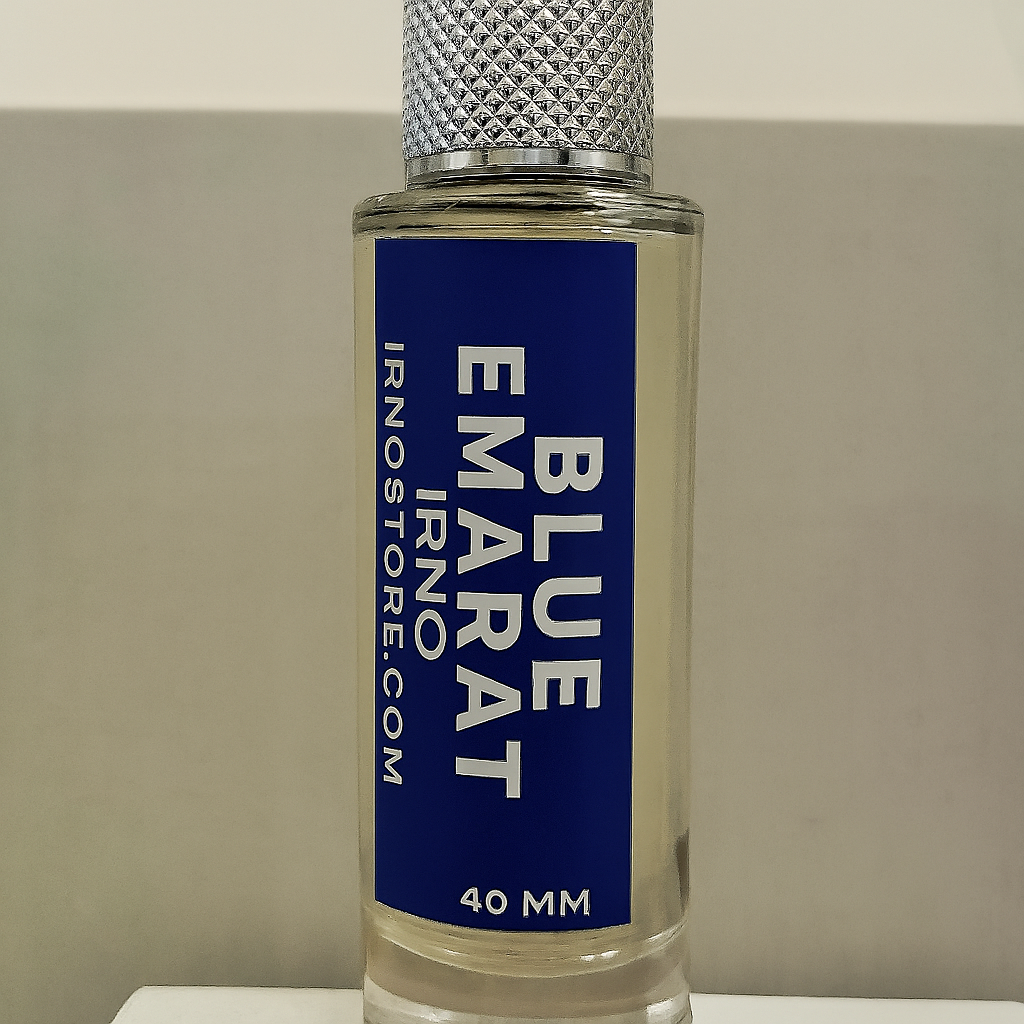 BLUE
EMARAT
IRNO
IRNOSTORE.COM
40 MM